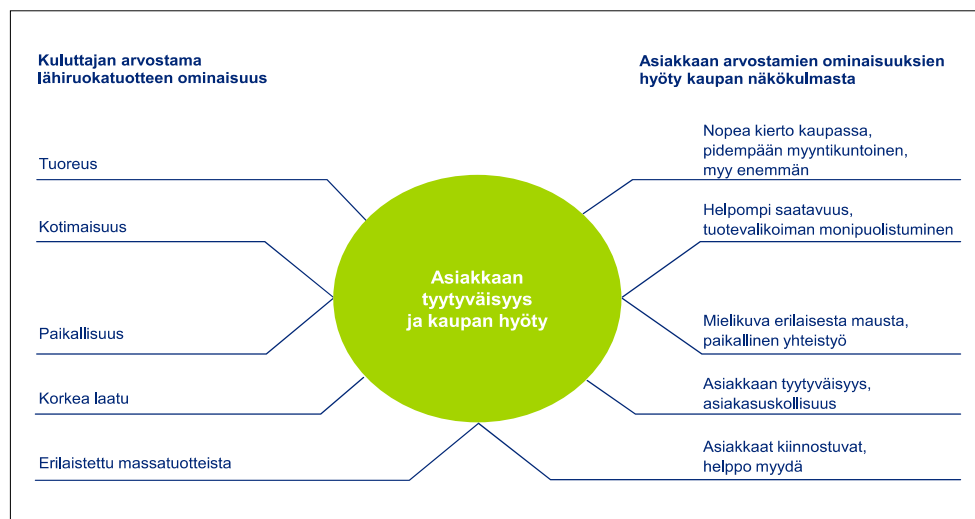 Kuluttajan arvostama
lähiruokatuotteen ominaisuus
Tuoreus
Kotimaisuus
Paikallisuus
Korkea laatu
Erilaistettu massatuotteista
Asiakkaan
tyytyväisyys
ja kaupan hyöty
Asiakkaan arvostamien ominaisuuksien
hyöty kaupan näkökulmasta
Nopea kierto kaupassa,
pidempään myyntikuntoinen,
myy enemmän
Helpompi saatavuus,
tuotevalikoiman monipuolistuminen
Mielikuva erilaisesta mausta,
paikallinen yhteistyö
Asiakkaan tyytyväisyys,
asiakasuskollisuus
Asiakkaat kiinnostuvat,
helppo myydä